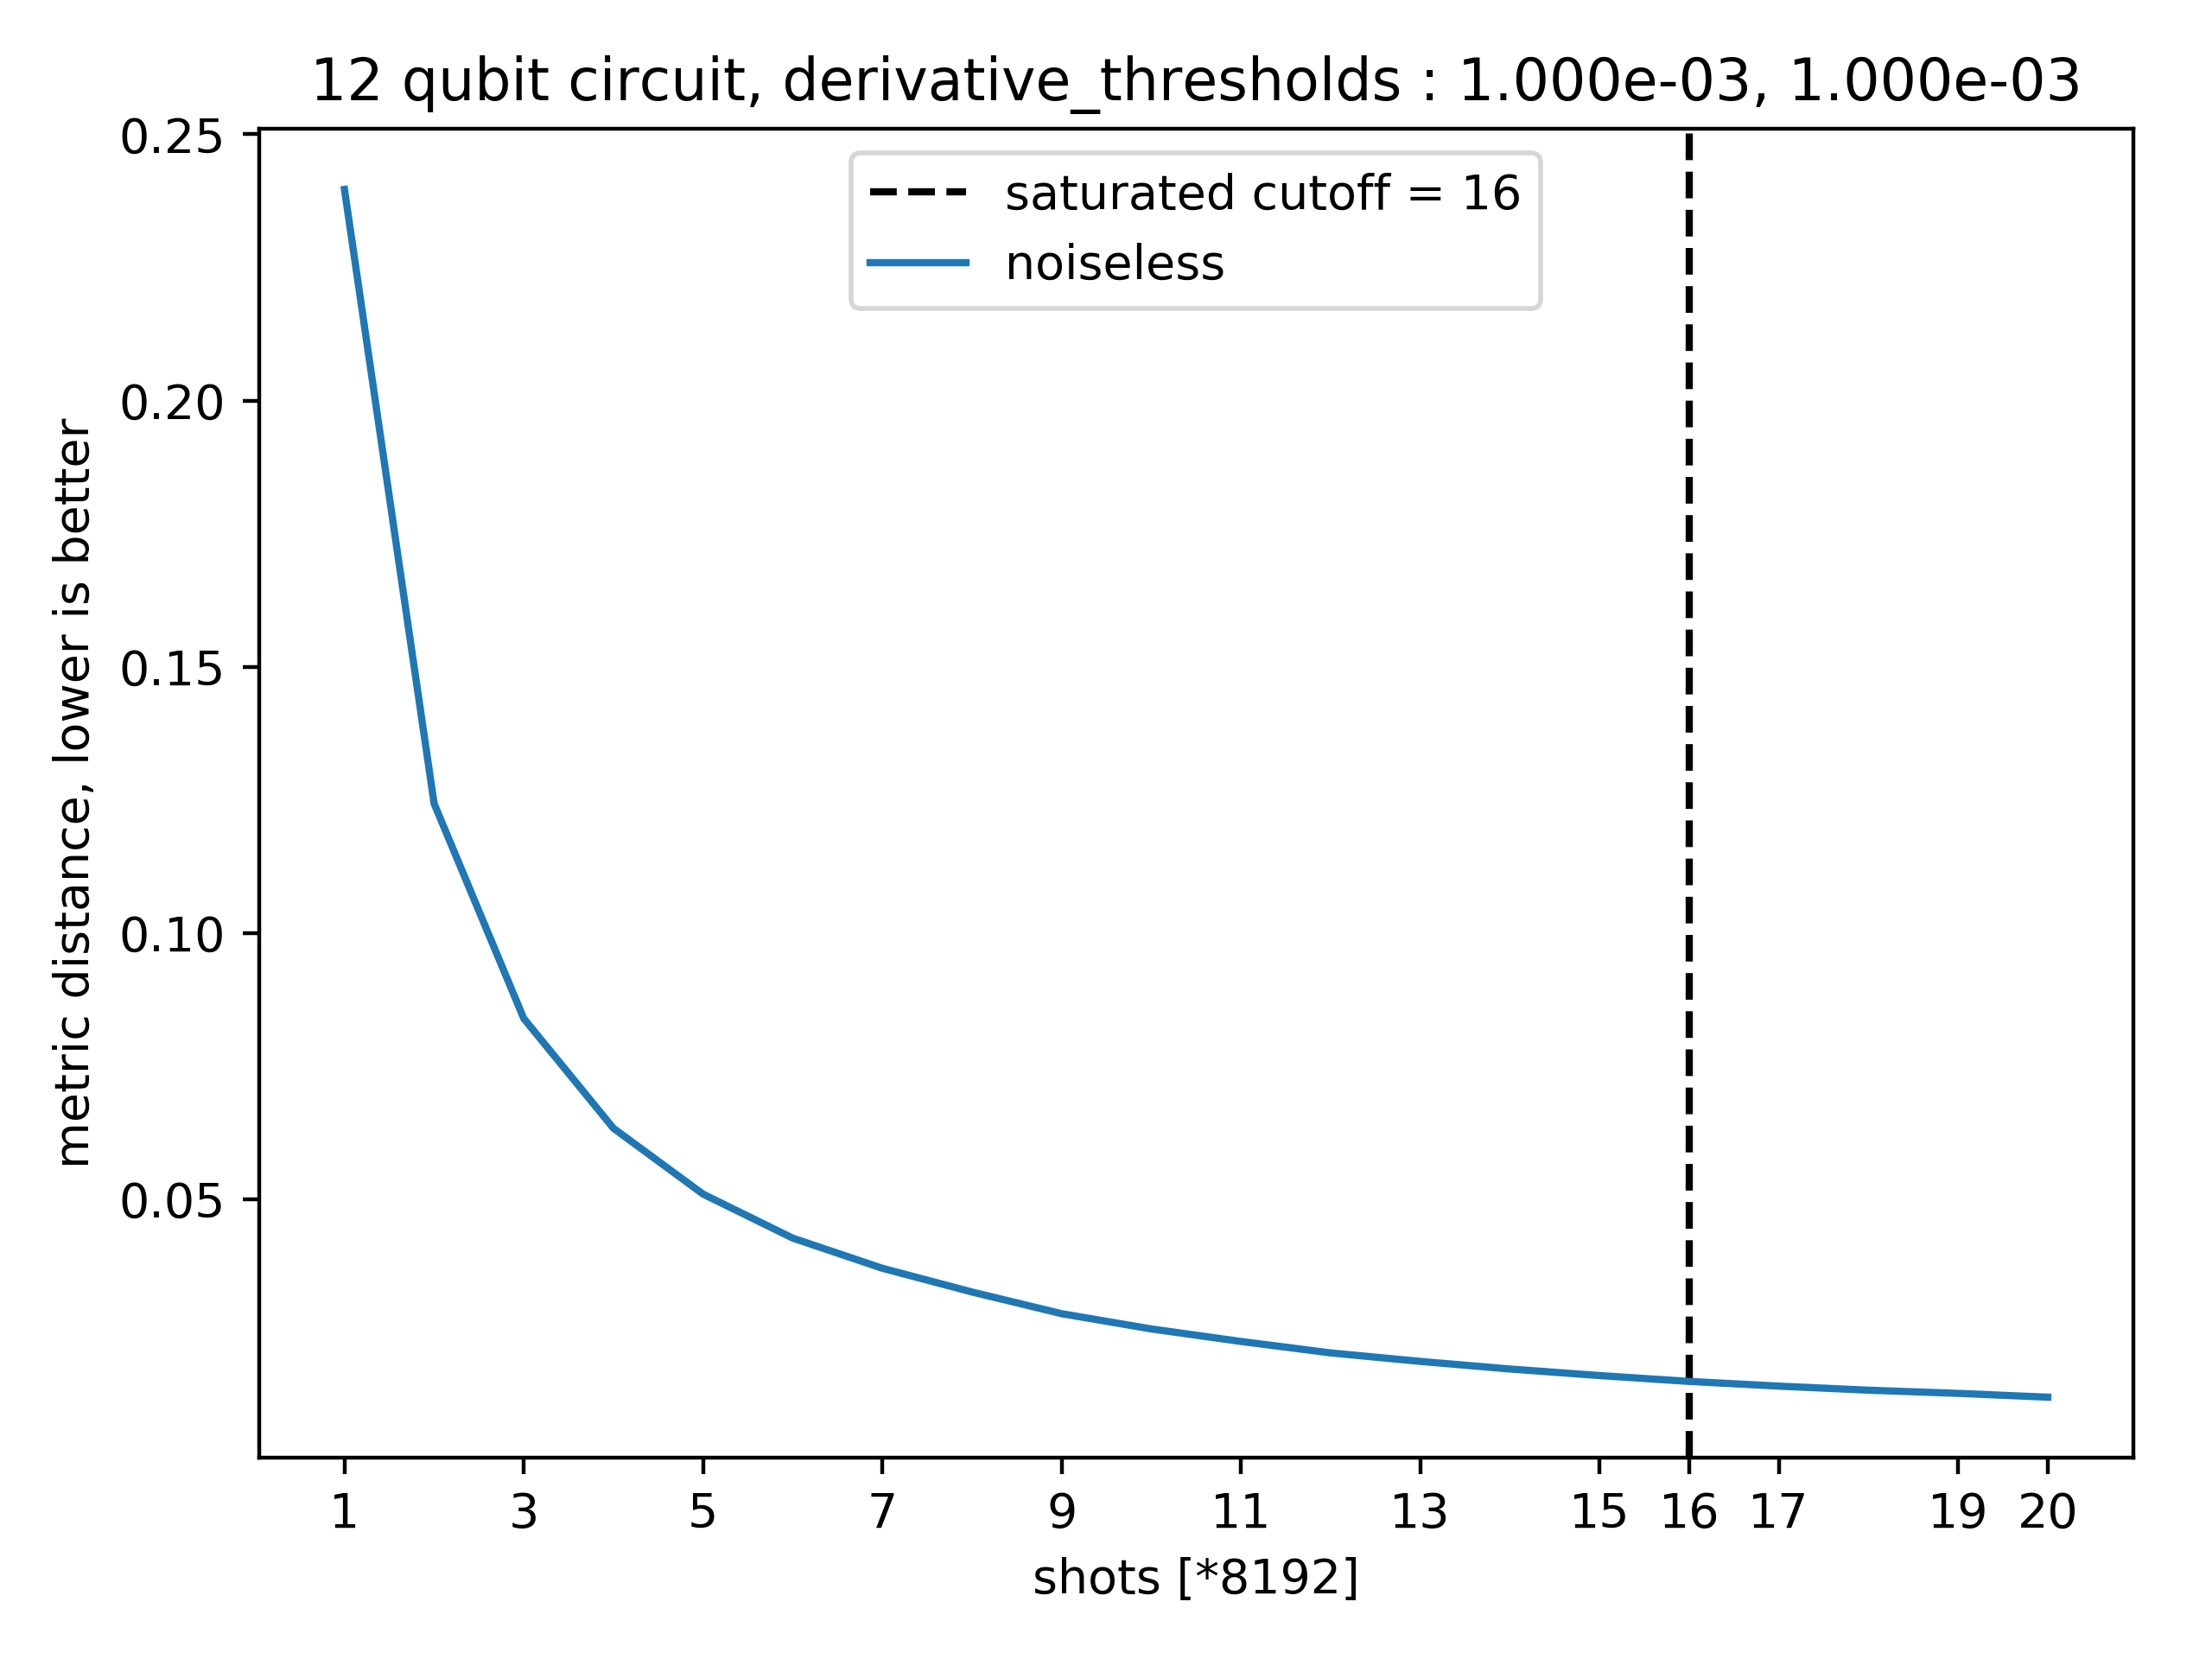 12 qubit circuit, derivative_thresholds : 1.000e-03, 1.000e-03
saturated cutoff = 16
noiseless
metric distance, lower is better
0.25
0.20
0.15
0.10
0.05
1 3 5 7 9 11 13 15 16 17 19 20
shots [*8192]